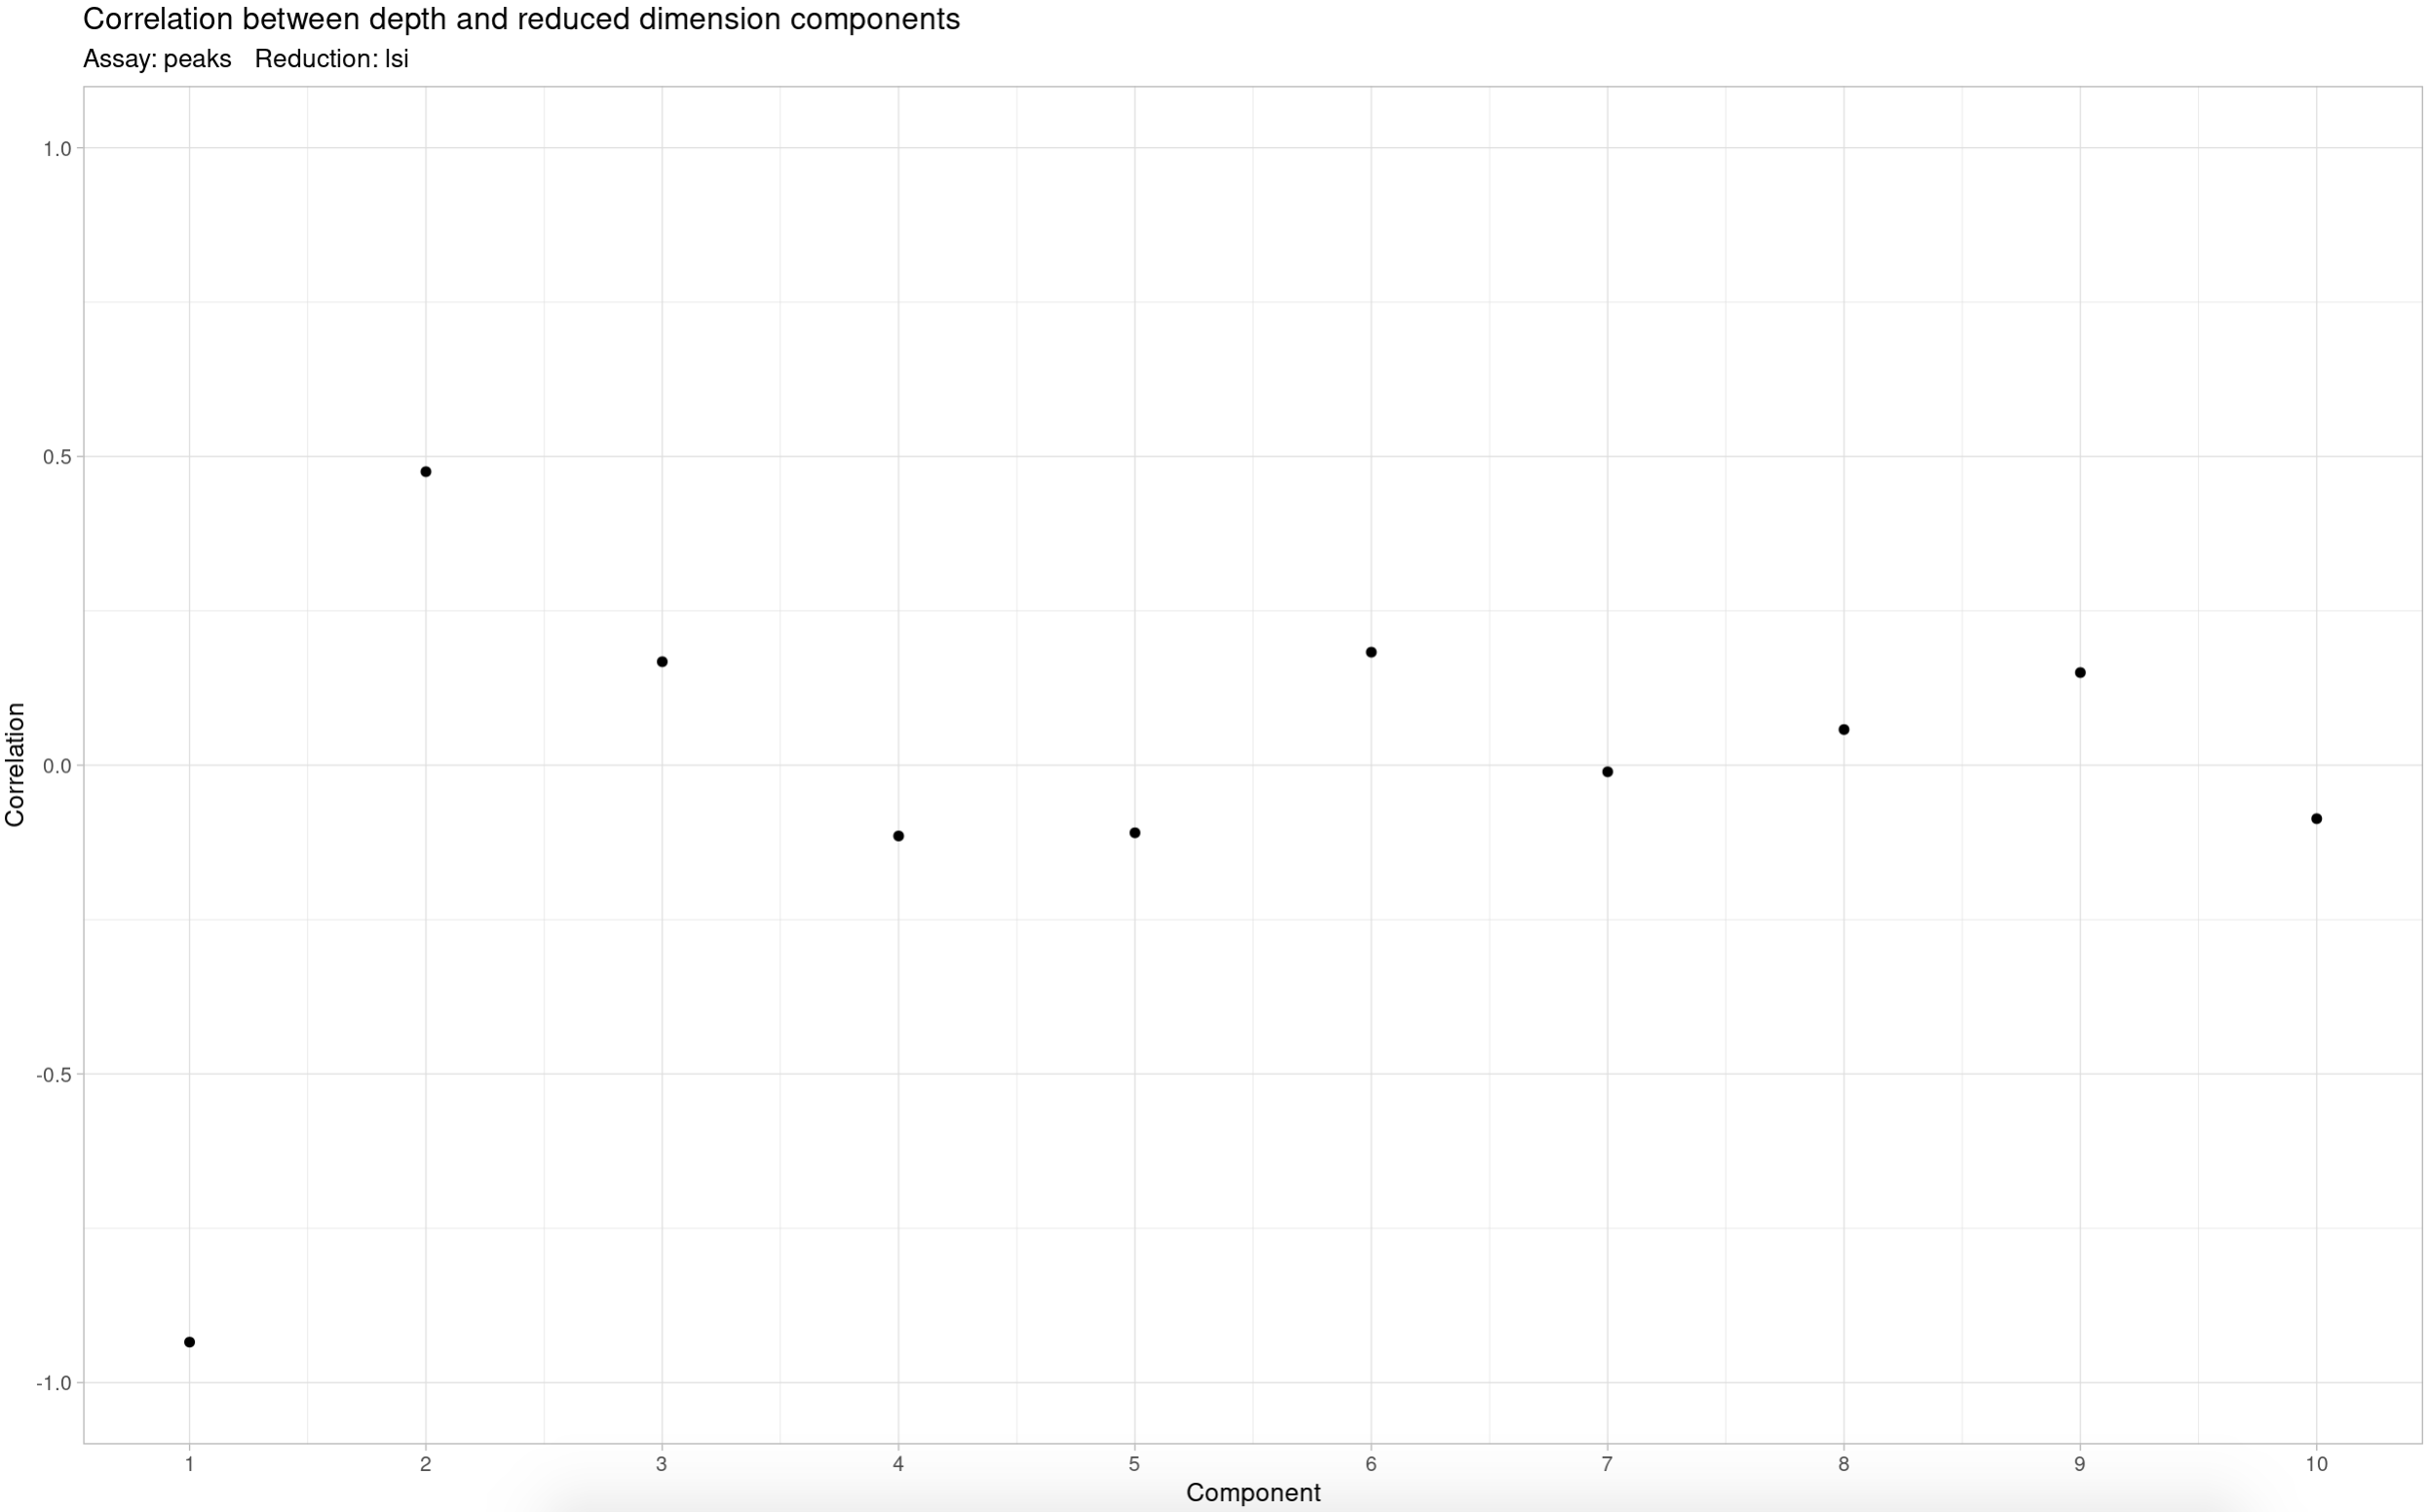 Correlation between depth and reduced dimension components
Assay: peaks   Reduction: lsi
1.0
0.5
0.0
-0.5
-1.0
Correlation
1 2 3 4 5 6 7 8 9 10
Component